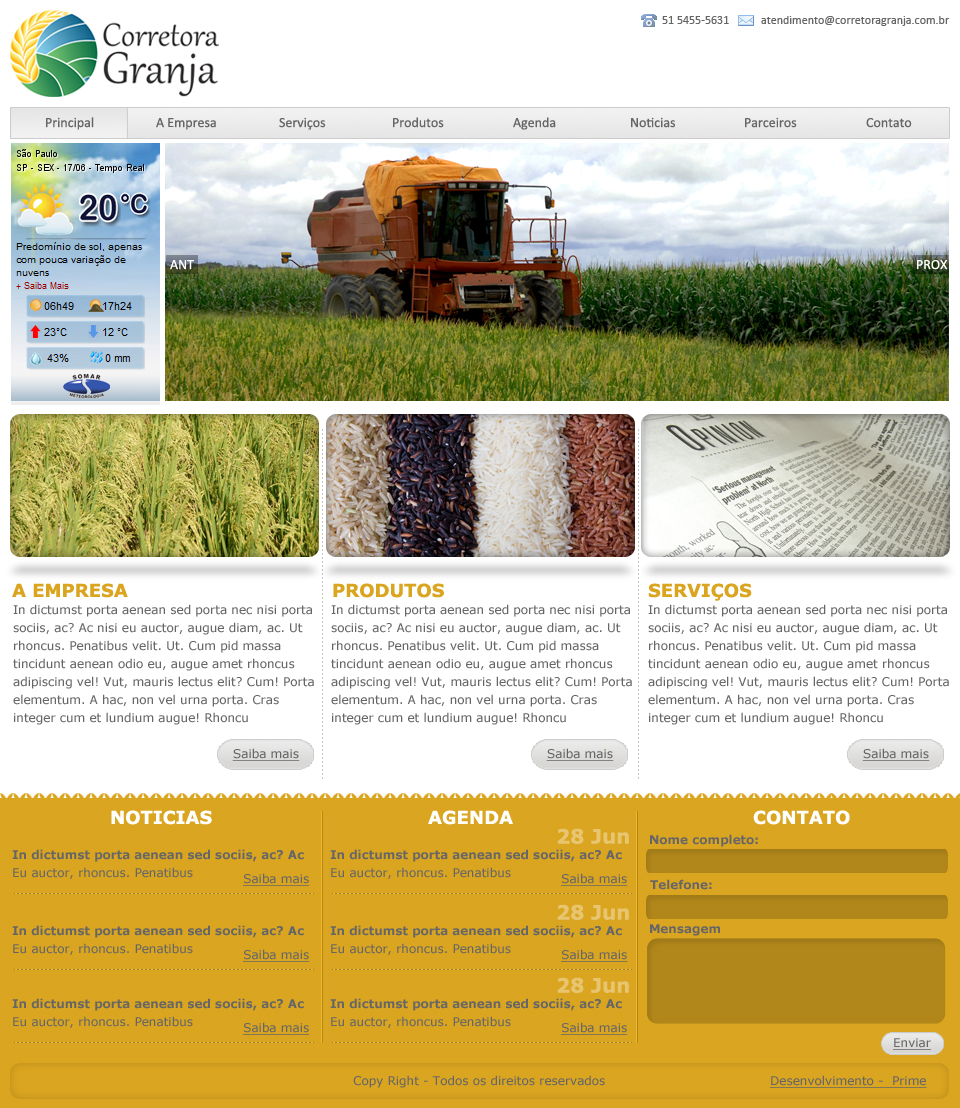 Corretora
Granja
51 5455-5631
atendimento@corretoragranja.com.br
Principal
A Empresa
Serviços
Produtos
Agenda
Noticias
Parceiros
Contato
São Paulo
SP - SEX - 17/06 - Tempo Real
20°C
Predomínio de sol, apenas
com pouca variação de
nuvens
+ Saiba Mais
06h49 17h24
23°C 12 °C
43% 0 mm
SOMAR
METEOROLOGIA
ANT
PROX
OPINION
'Serious management
problem' at North
A EMPRESA
In dictumst porta aenean sed porta nec nisi porta
sociis, ac? Ac nisi eu auctor, augue diam, ac. Ut
rhoncus. Penatibus velit. Ut. Cum pid massa
tincidunt aenean odio eu, augue amet rhoncus
adipiscing vel! Vut, mauris lectus elit? Cum! Porta
elementum. A hac, non vel urna porta. Cras
integer cum et lundium augue! Rhoncu
Saiba mais
PRODUTOS
In dictumst porta aenean sed porta nec nisi porta
sociis, ac? Ac nisi eu auctor, augue diam, ac. Ut
rhoncus. Penatibus velit. Ut. Cum pid massa
tincidunt aenean odio eu, augue amet rhoncus
adipiscing vel! Vut, mauris lectus elit? Cum! Porta
elementum. A hac, non vel urna porta. Cras
integer cum et lundium augue! Rhoncu
Saiba mais
SERVIÇOS
In dictumst porta aenean sed porta nec nisi porta
sociis, ac? Ac nisi eu auctor, augue diam, ac. Ut
rhoncus. Penatibus velit. Ut. Cum pid massa
tincidunt aenean odio eu, augue amet rhoncus
adipiscing vel! Vut, mauris lectus elit? Cum! Porta
elementum. A hac, non vel urna porta. Cras
integer cum et lundium augue! Rhoncu
Saiba mais
NOTICIAS
In dictumst porta aenean sed sociis, ac? Ac
Eu auctor, rhoncus. Penatibus
Saiba mais
In dictumst porta aenean sed sociis, ac? Ac
Eu auctor, rhoncus. Penatibus
Saiba mais
In dictumst porta aenean sed sociis, ac? Ac
Eu auctor, rhoncus. Penatibus
Saiba mais
AGENDA
28 Jun
In dictumst porta aenean sed sociis, ac? Ac
Eu auctor, rhoncus. Penatibus
Saiba mais
28 Jun
In dictumst porta aenean sed sociis, ac? Ac
Eu auctor, rhoncus. Penatibus
Saiba mais
28 Jun
In dictumst porta aenean sed sociis, ac? Ac
Eu auctor, rhoncus. Penatibus
Saiba mais
CONTATO
Nome completo:
Telefone:
Mensagem
Enviar
Copy Right - Todos os direitos reservados
Desenvolvimento - Prime